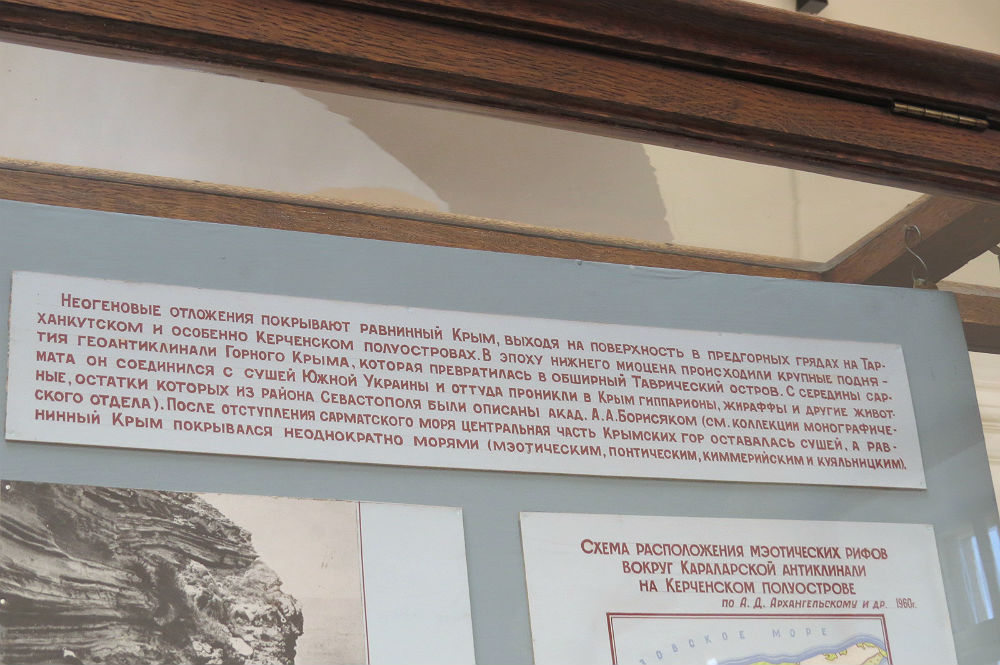 Неогеновые отложения покрывают равнинный Крым, выходя на поверхность в предгорных грядах на Тар-
ханкутском и особенно Керченском полуостровах. В эпоху нижнего миоцена происходили крупные подня-
тия геоантиклинали Горного Крыма, которая превратилась в обширный Таврический остров. С середины сар-
мата он соединился с сушей Южной Украины и оттуда проникли в Крым гиппарионы, жираффы и другие живот-
ные, остатки которых из района Севастополя были описаны акад. А.А.Борисяком (см. коллекции монографиче-
ского отдела). После отступления сарматского моря центральная часть Крымских гор оставалась сушей, а рав-
нинный Крым покрывался неоднократно морями (мэотическим, понтическим, киммерийским и куяльницким).
Схема расположения мэотических рифов
вокруг Караларской антиклинали
на Керченском полуострове
по А. Д. Архангельскому и др. 1960г.
зовское море